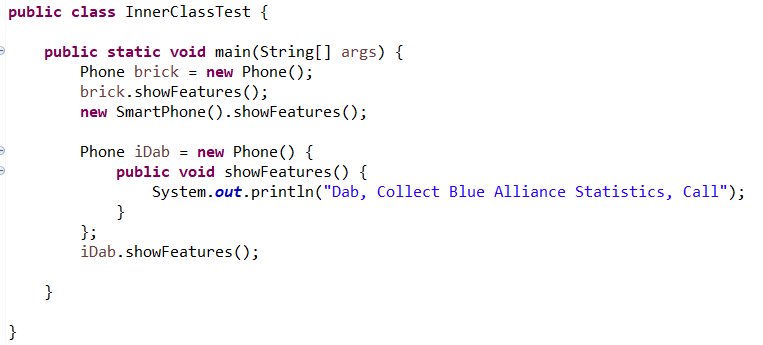 public class InnerClassTest {
public static void main(String[] args) {
Phone brick = new Phone();
brick.showFeatures();
new SmartPhone().showFeatures();
Phone iDab = new Phone() {
public void showFeatures() {
System.out.println("Dab, Collect Blue Alliance Statistics, Call");
}
};
iDab.showFeatures();
}
}